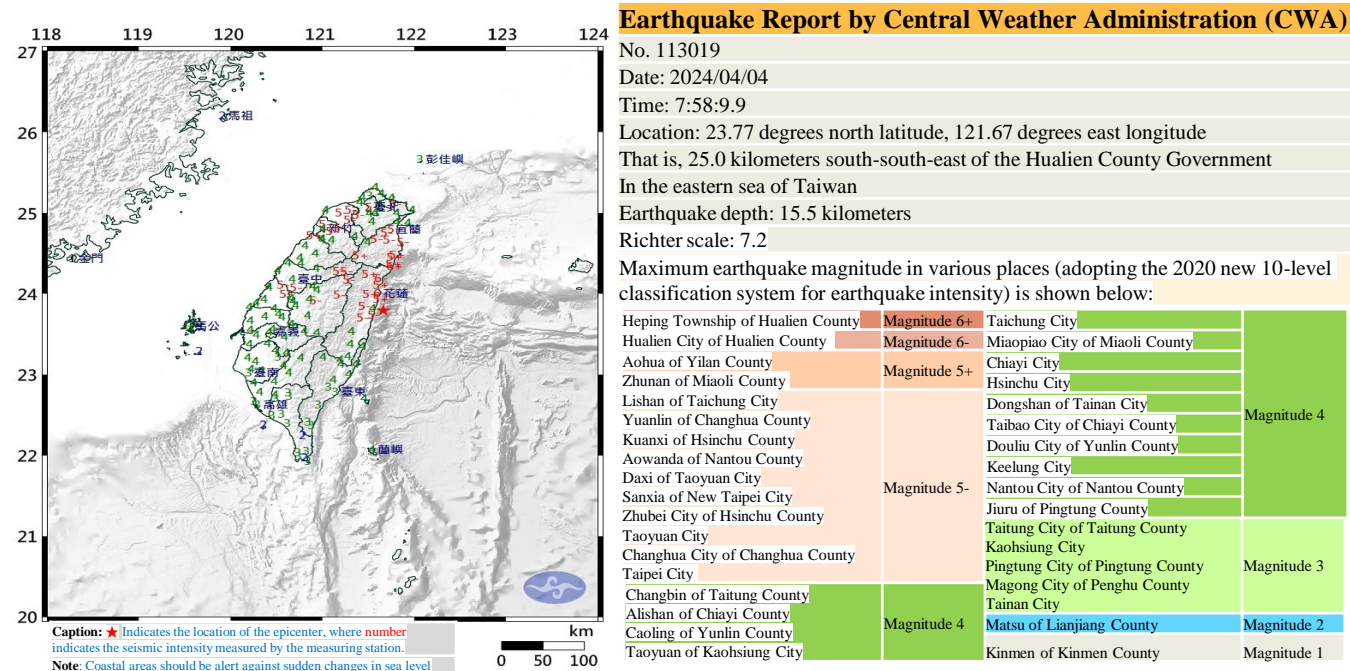 118 119 120 121 122 123 124
27
26
25
24
23
22
21
20
馬祖
彭佳嶼
臺北
新竹
宜蘭
金門
臺中
花蓮
馬公
嘉義
臺南
臺東
高雄
蘭嶼
km
0 50 100
Caption: ★ Indicates the location of the epicenter, where number
indicates the seismic intensity measured by the measuring station.
Note: Coastal areas should be alert against sudden changes in sea level
Earthquake Report by Central Weather Administration (CWA)
No. 113019
Date: 2024/04/04
Time: 7:58:9.9
Location: 23.77 degrees north latitude, 121.67 degrees east longitude
That is, 25.0 kilometers south-south-east of the Hualien County Government
In the eastern sea of Taiwan
Earthquake depth: 15.5 kilometers
Richter scale: 7.2
Maximum earthquake magnitude in various places (adopting the 2020 new 10-level
classification system for earthquake intensity) is shown below:
Heping Township of Hualien County Magnitude 6+
Hualien City of Hualien County Magnitude 6-
Aohua of Yilan County
Zhunan of Miaoli County
Magnitude 5+
Lishan of Taichung City
Yuanlin of Changhua County
Kuanxi of Hsinchu County
Aowanda of Nantou County
Daxi of Taoyuan City
Sanxia of New Taipei City
Zhubei City of Hsinchu County
Taoyuan City
Changhua City of Changhua County
Taipei City
Magnitude 5-
Changbin of Taitung County
Alishan of Chiayi County
Caoling of Yunlin County
Taoyuan of Kaohsiung City
Magnitude 4
Taichung City
Miaopiao City of Miaoli County
Chiayi City
Hsinchu City
Dongshan of Tainan City
Taibao City of Chiayi County
Douliu City of Yunlin County
Keelung City
Nantou City of Nantou County
Jiuru of Pingtung County
Magnitude 4
Taitung City of Taitung County
Kaohsiung City
Pingtung City of Pingtung County
Magong City of Penghu County
Tainan City
Magnitude 3
Matsu of Lianjiang County Magnitude 2
Kinmen of Kinmen County Magnitude 1